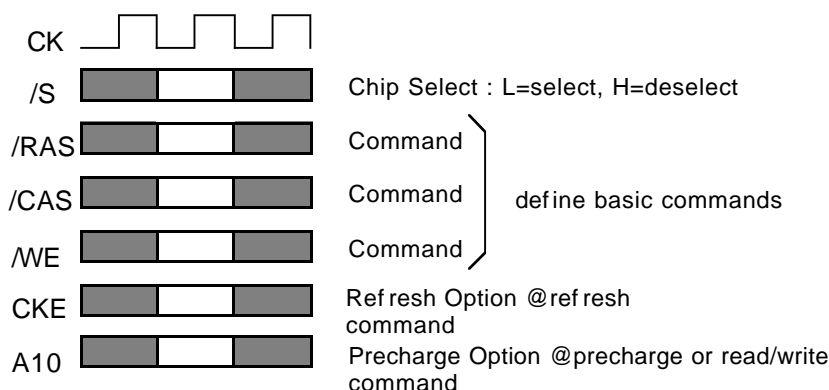 CK
/S Chip Select : L=select, H=deselect
/RAS Command
/CAS Command define basic commands
/WE Command
CKE Refresh Option @refresh
command
A10 Precharge Option @precharge or read/write
command